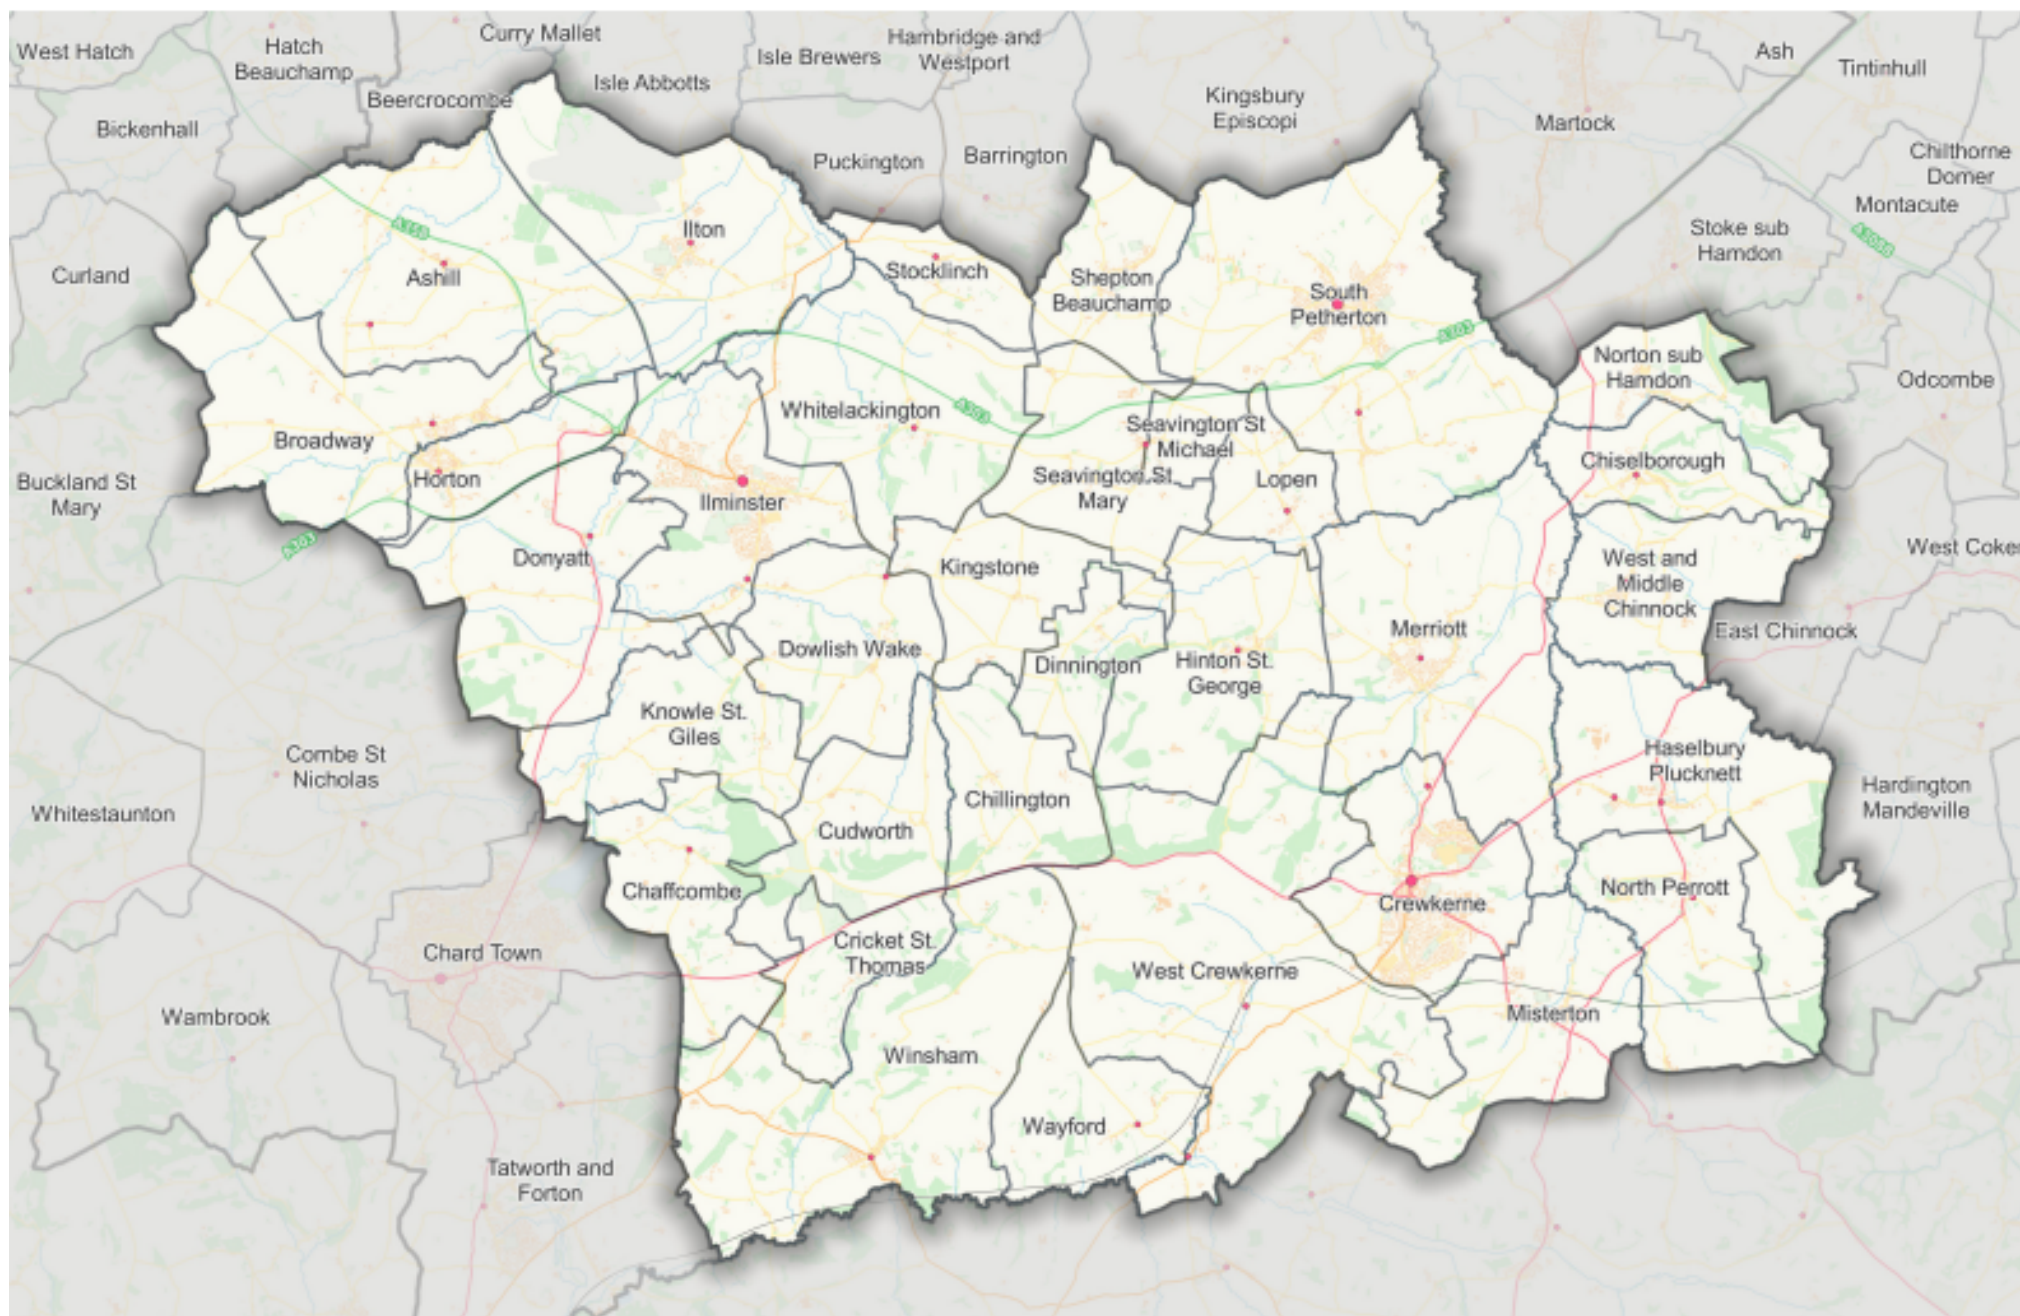 Curry Mallet
West Hatch
Hatch
Beauchamp
Isle Brewers
Hambridge and
Westport
Ash
Tintinhull
Isle Abbotts
Beercrocombe
Kingsbury
Episcopi
Martock
Bickenhall
Puckington
Barrington
Chilthorne
Domer
Montacute
Stoke sub
Hamdon
A3088
Curland
A358
Ilton
Ashill
Stocklinch
Shepton
Beauchamp
South
Petherton
A303
Norton sub
Hamdon
Odcombe
Whitelackington
A303
Broadway
Seavington St
Michael
Chiselborough
Buckland St
Mary
Horton
Ilminster
Seavington St.
Mary
Lopen
A303
Donyatt
Kingstone
West and
Middle
Chinnock
West Coker
Merriott
East Chinnock
Dowlish Wake
Dinnington
Hinton St.
George
Knowle St.
Giles
Combe St
Nicholas
Haselbury
Plucknett
Hardington
Mandeville
Whitestaunton
Chillington
Cudworth
Chaffcombe
North Perrott
Crewkerne
Chard Town
Cricket St.
Thomas
West Crewkerne
Wambrook
Misterton
Winsham
Wayford
Tatworth and
Forton